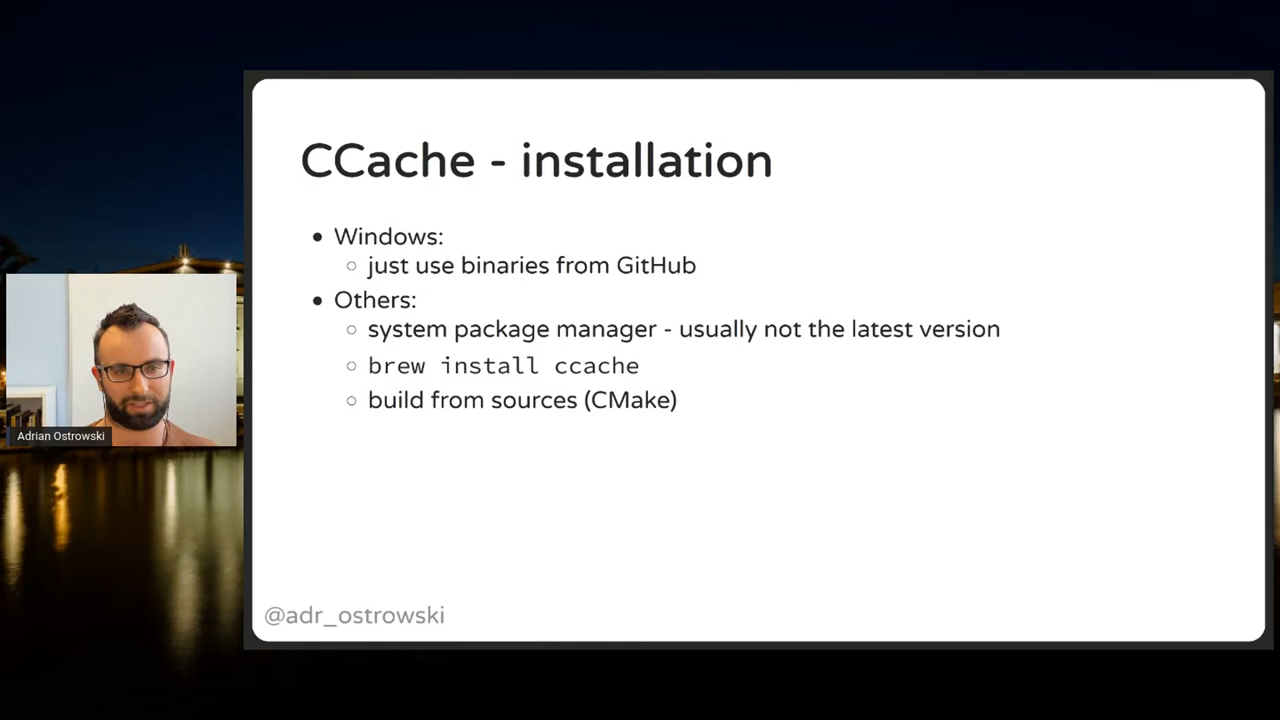 CCache - installation
Windows:
just use binaries from GitHub
Others:
system package manager - usually not the latest version
brew install ccache
build from sources (CMake)
Adrian Ostrowski
@adr_ostrowski